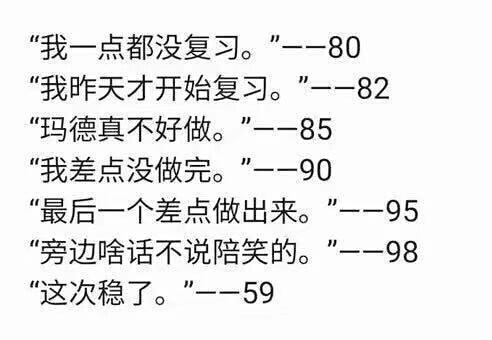 “我一点都没复习。”——80
“我昨天才开始复习。”——82
“玛德真不好做。”——85
“我差点没做完。”——90
“最后一个差点做出来。”——95
“旁边啥话不说陪笑的。”——98
“这次稳了。”——59